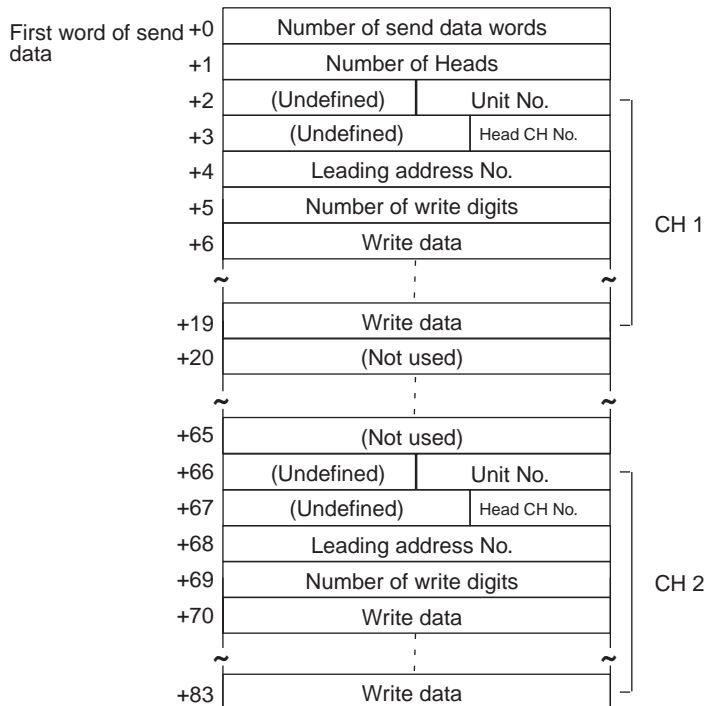 First word of send
data
+0 Number of send data words
+1 Number of Heads
+2 (Undefined) Unit No.
+3 (Undefined) Head CH No.
+4 Leading address No.
+5 Number of write digits
+6 Write data
CH 1
~ ~
+19 Write data
+20 (Not used)
~ ~
+65 (Not used)
+66 (Undefined) Unit No.
+67 (Undefined) Head CH No.
+68 Leading address No.
+69 Number of write digits
CH 2
+70 Write data
~ ~
+83 Write data